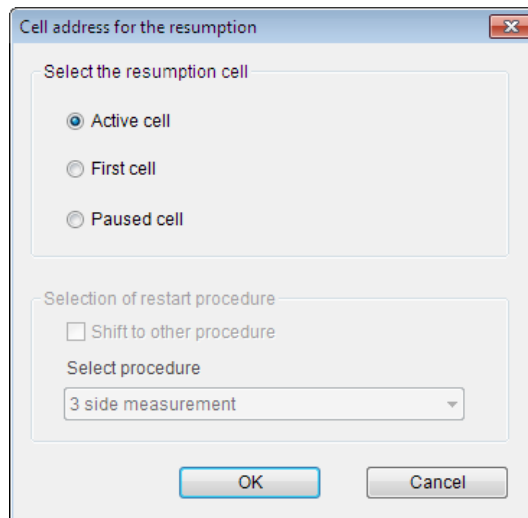 Cell address for the resumption
Select the resumption cell
Active cell
First cell
Paused cell
Selection of restart procedure
Shift to other procedure
Select procedure
3 side measurement
OK
Cancel